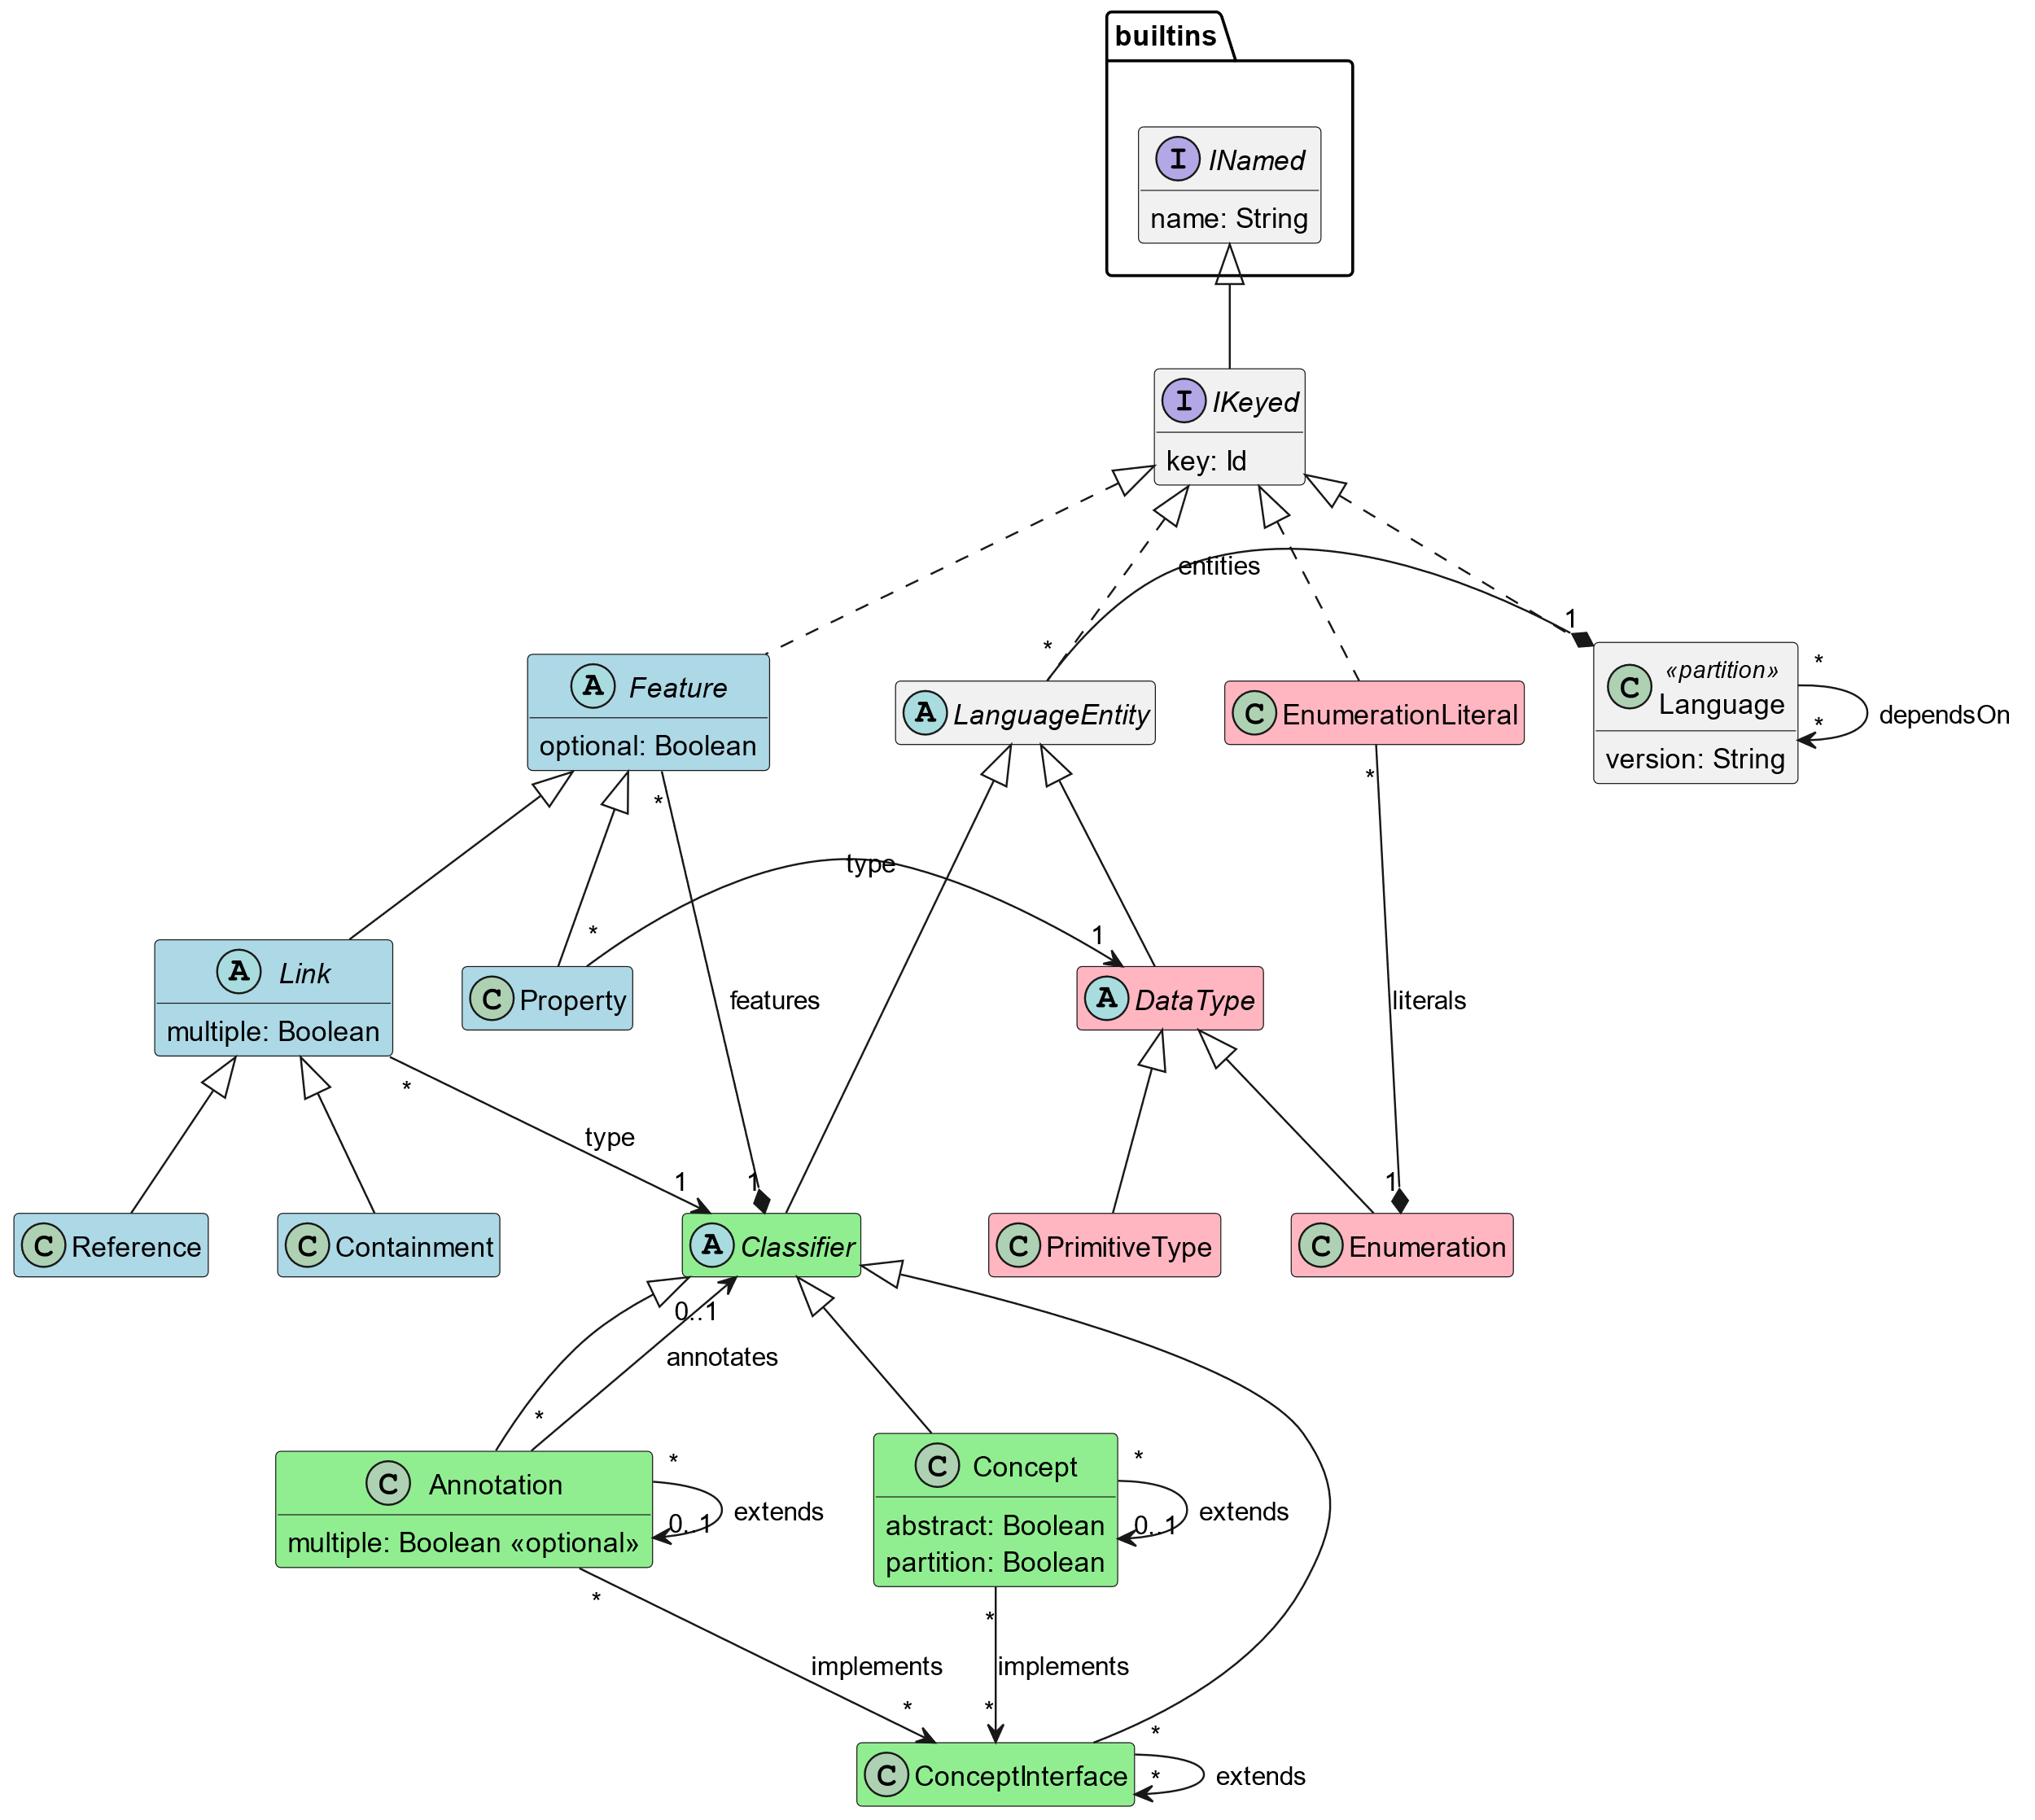 builtins
I INamed
name: String
I IKeyed
key: Id
entities
1
*
*
«partition»
A Feature
optional: Boolean
A LanguageEntity
C EnumerationLiteral
C Language
version: String
*
dependsOn
*
*
type
*
1
A Link
multiple: Boolean
C Property
features
A DataType
literals
*
type
1
1
1
C Reference
C Containment
A Classifier
C PrimitiveType
C Enumeration
0..1
annotates
*
C Annotation
multiple: Boolean «optional»
*
0..1
extends
C Concept
abstract: Boolean
partition: Boolean
*
0..1
extends
*
implements
*
*
implements
*
C ConceptInterface
*
*
extends